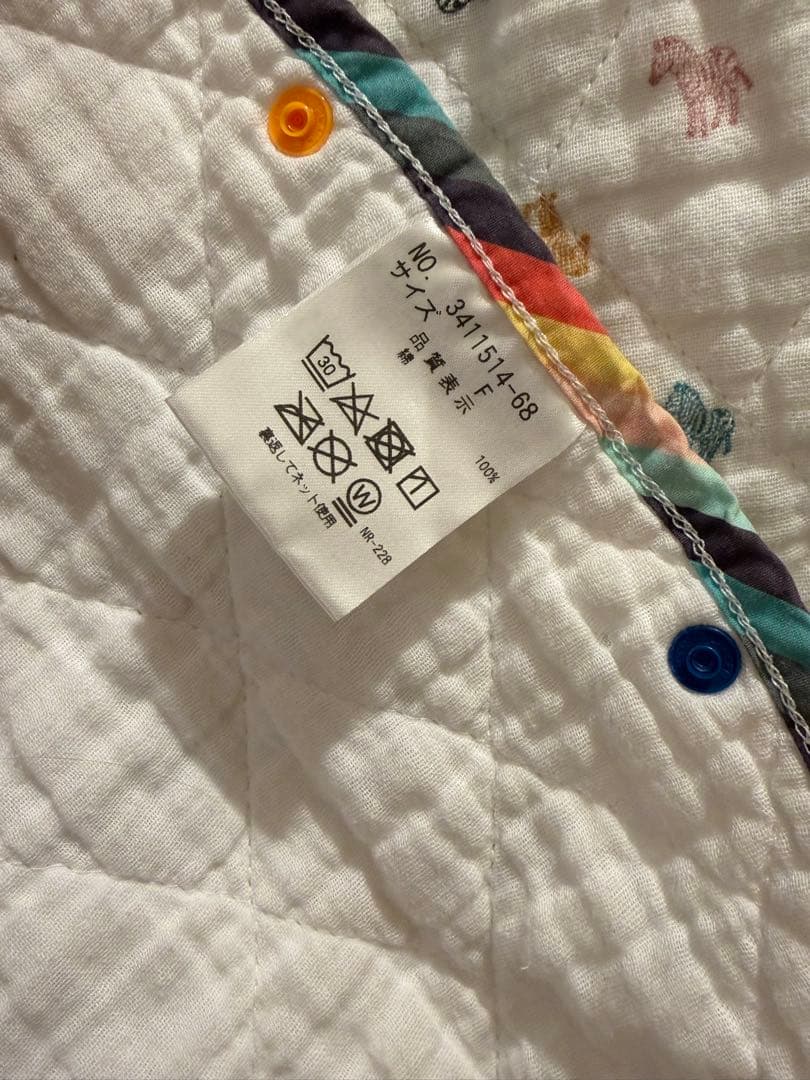 NO. 3411514-68
サイズ F
品質表示
綿 100%
30
W
裏返してネット使用
NR-228